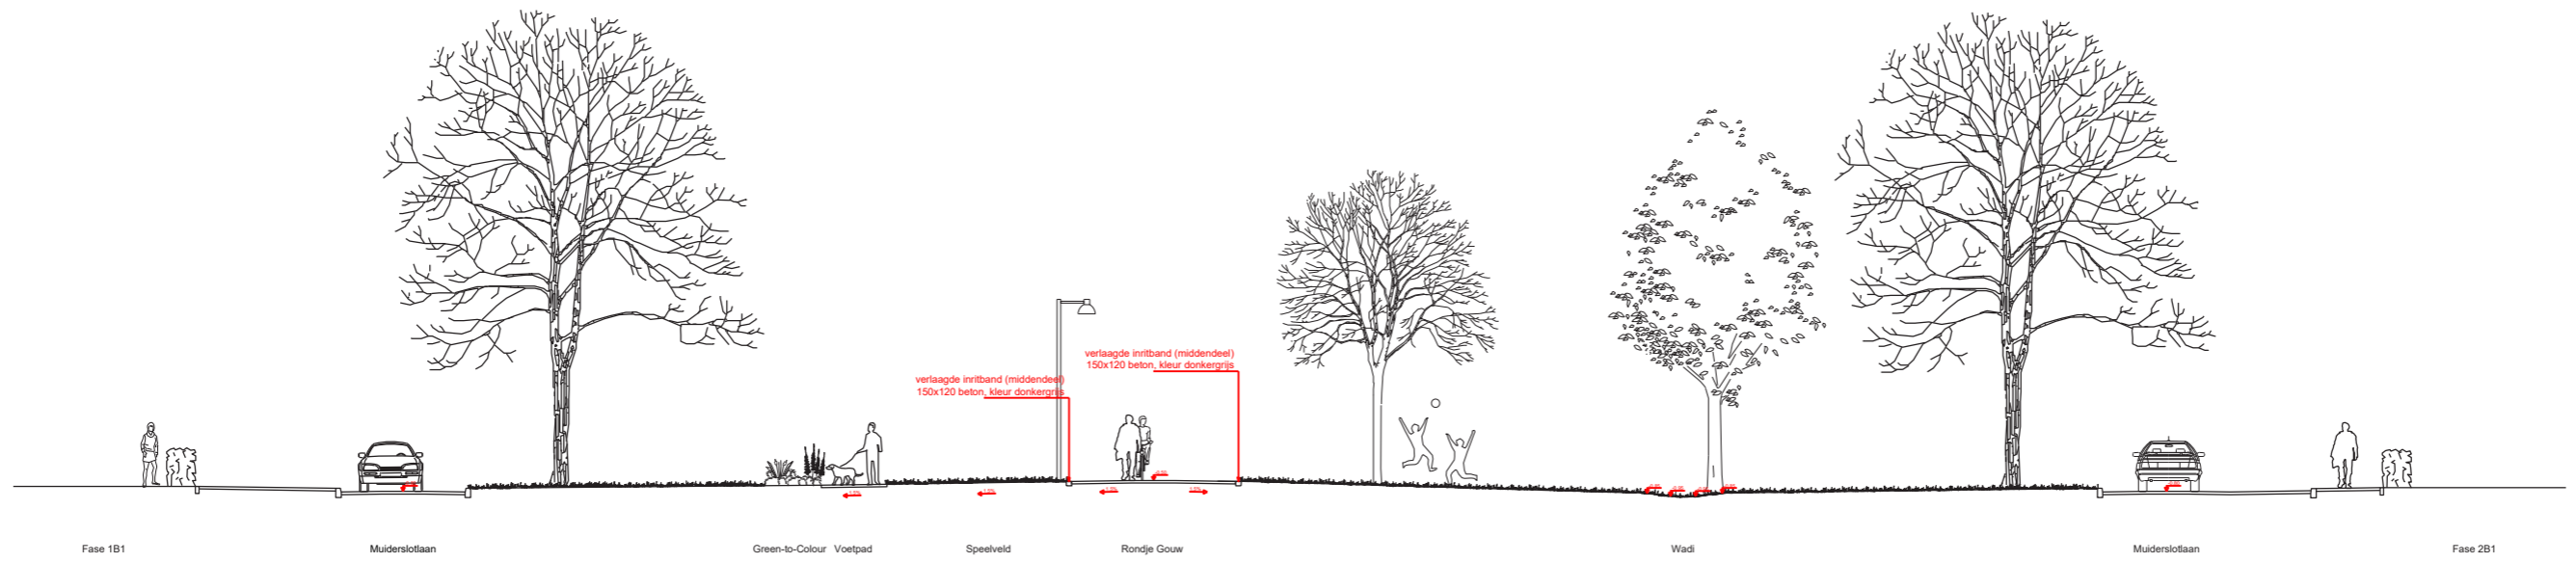 verlaagde inritband (middendeel)
150x120 beton, kleur donkergrijs
verlaagde inritband (middendeel)
150x120 beton, kleur donkergrijs
Fase 1B1
Muiderslotlaan
Green-to-Colour
Voetpad
Speelveld
Rondje Gouw
Wadi
Muiderslotlaan
Fase 2B1